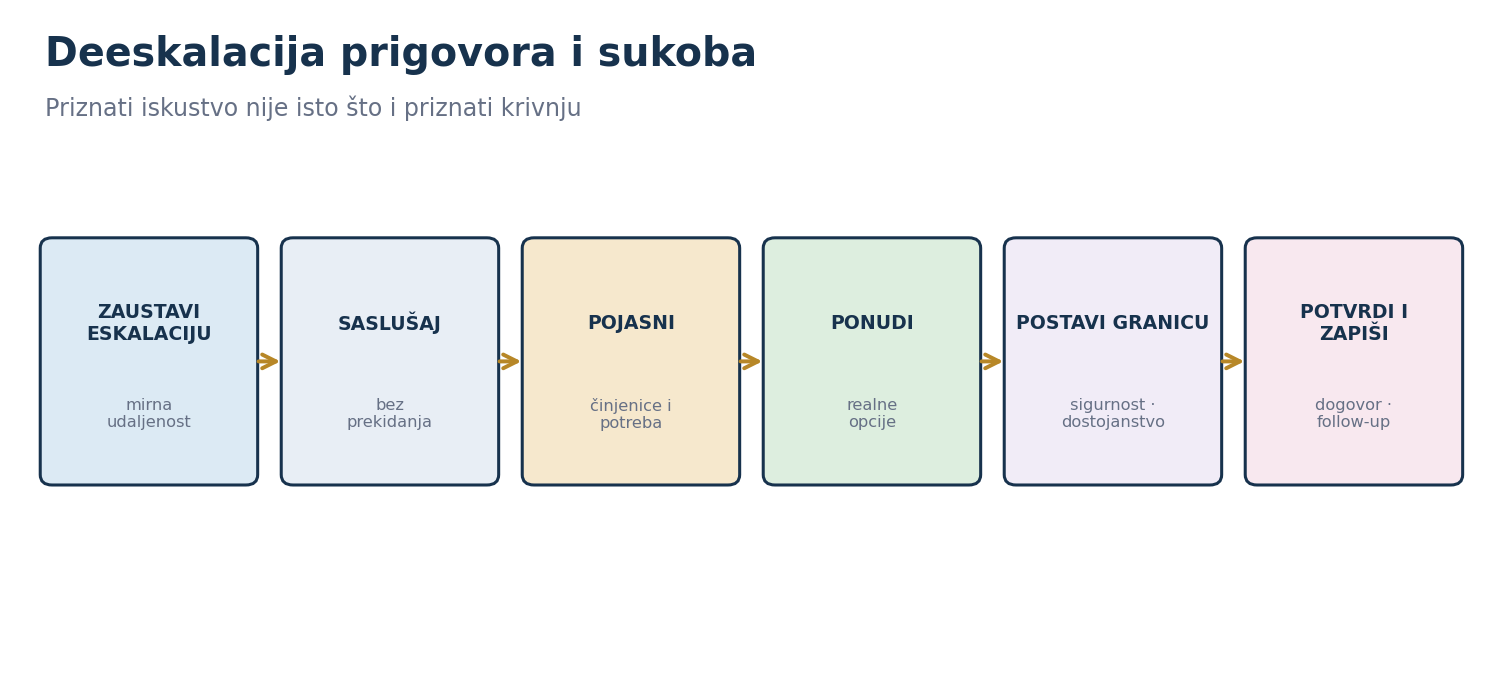 Deeskalacija prigovora i sukoba
Priznati iskustvo nije isto što i priznati krivnju
ZAUSTAVI
ESKALACIJU
mirna
udaljenost
SASLUŠAJ
bez
prekidanja
POJASNI
činjenice i
potreba
PONUDI
realne
opcije
POSTAVI GRANICU
sigurnost ·
dostojanstvo
POTVRDI I
ZAPIŠI
dogovor ·
follow-up